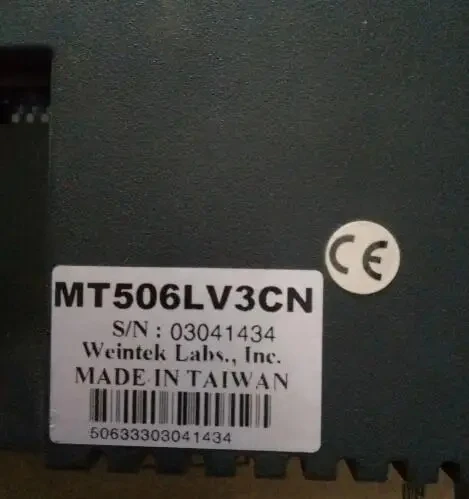 CE
MT506LV3CN
S/N : 03041434
Weintek Labs., Inc.
MADE IN TAIWAN
50633303041434